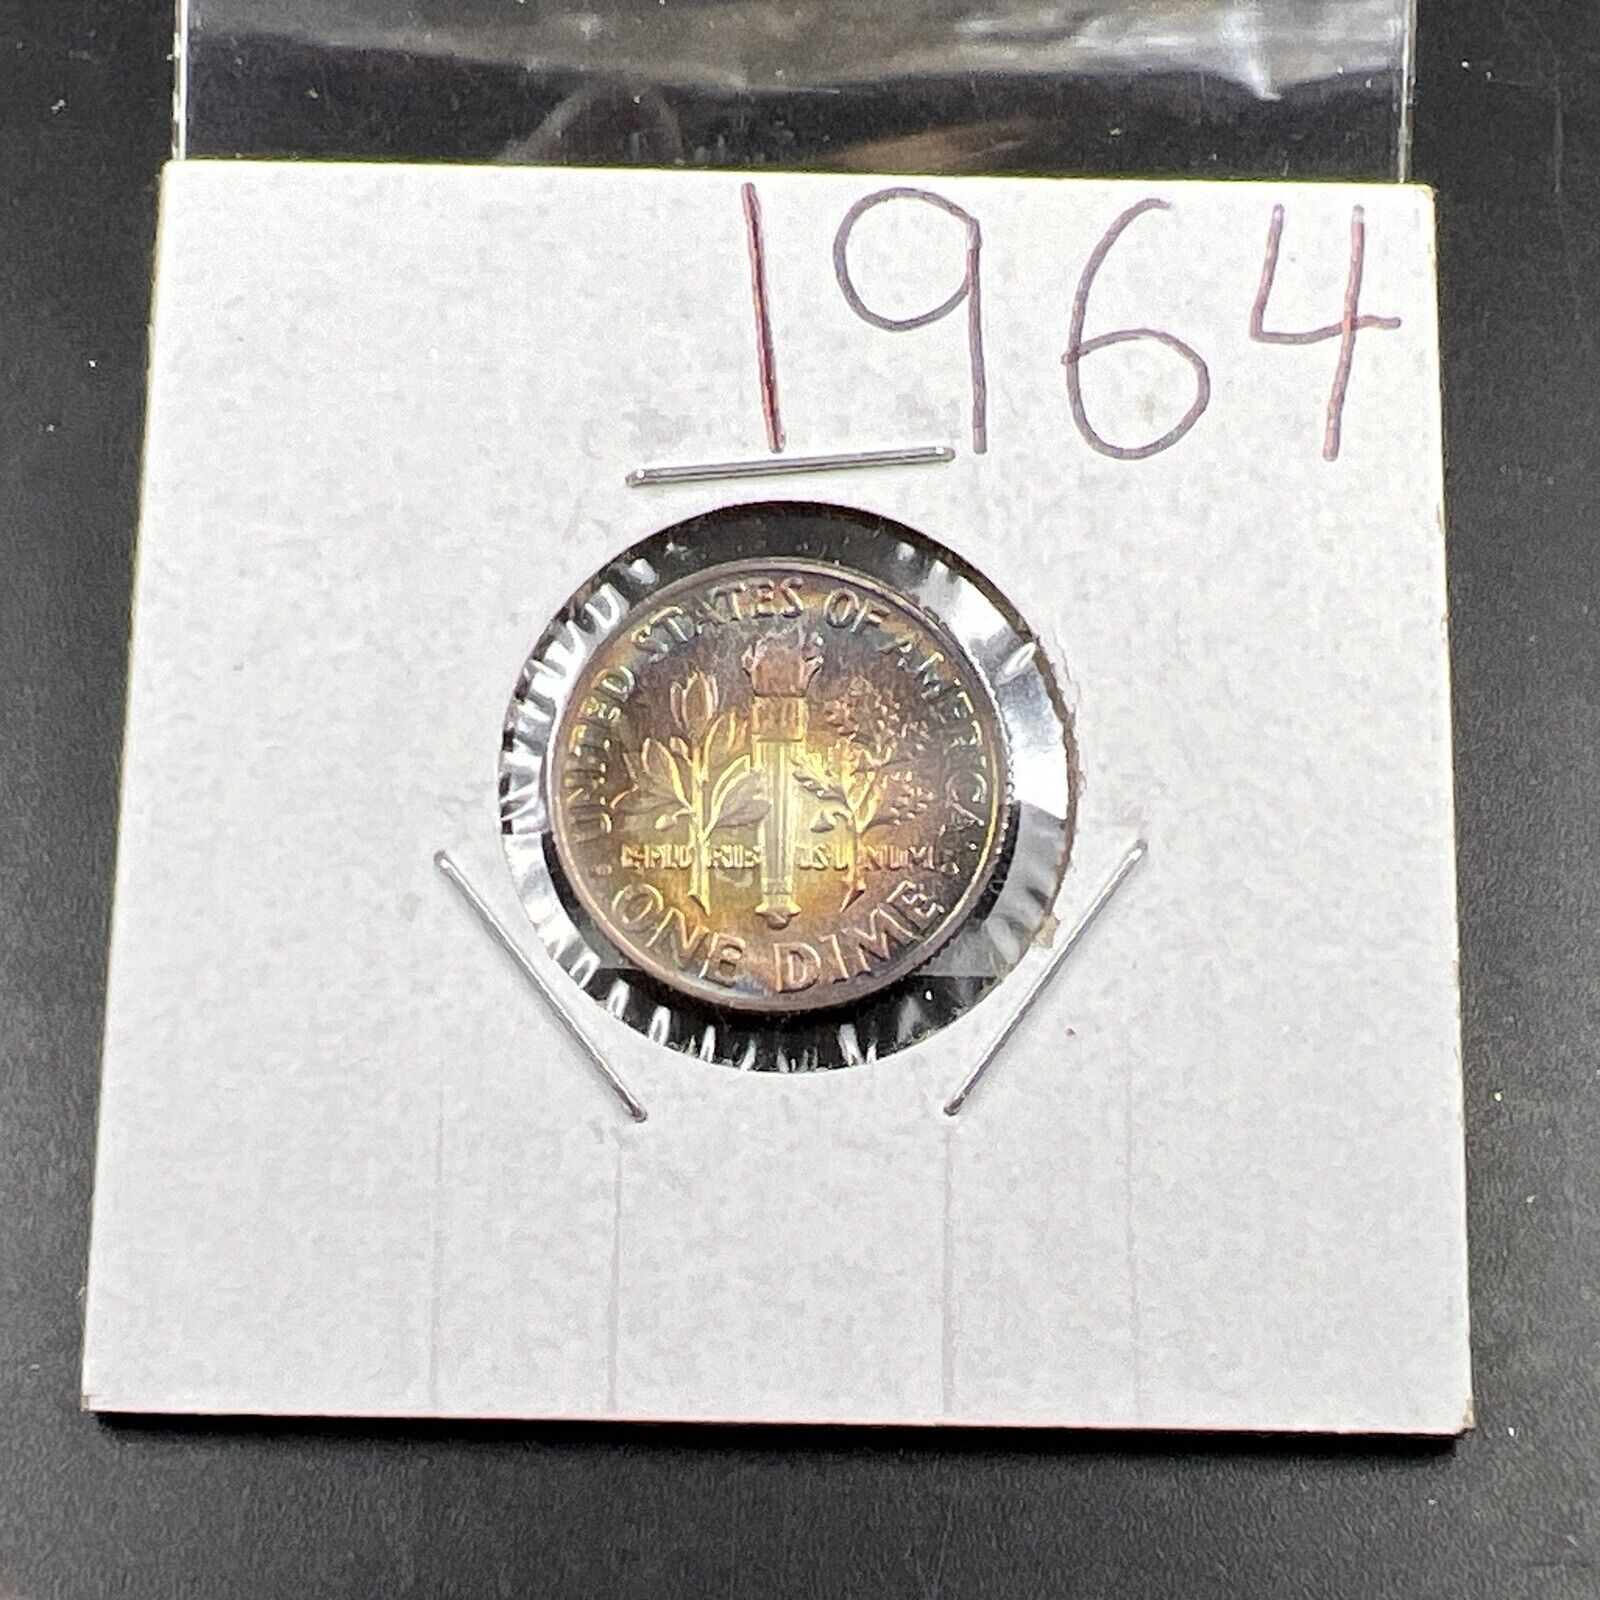 1964
UNITED STATES OF AMERICA
E PLURIBUS UNUM
ONE DIME